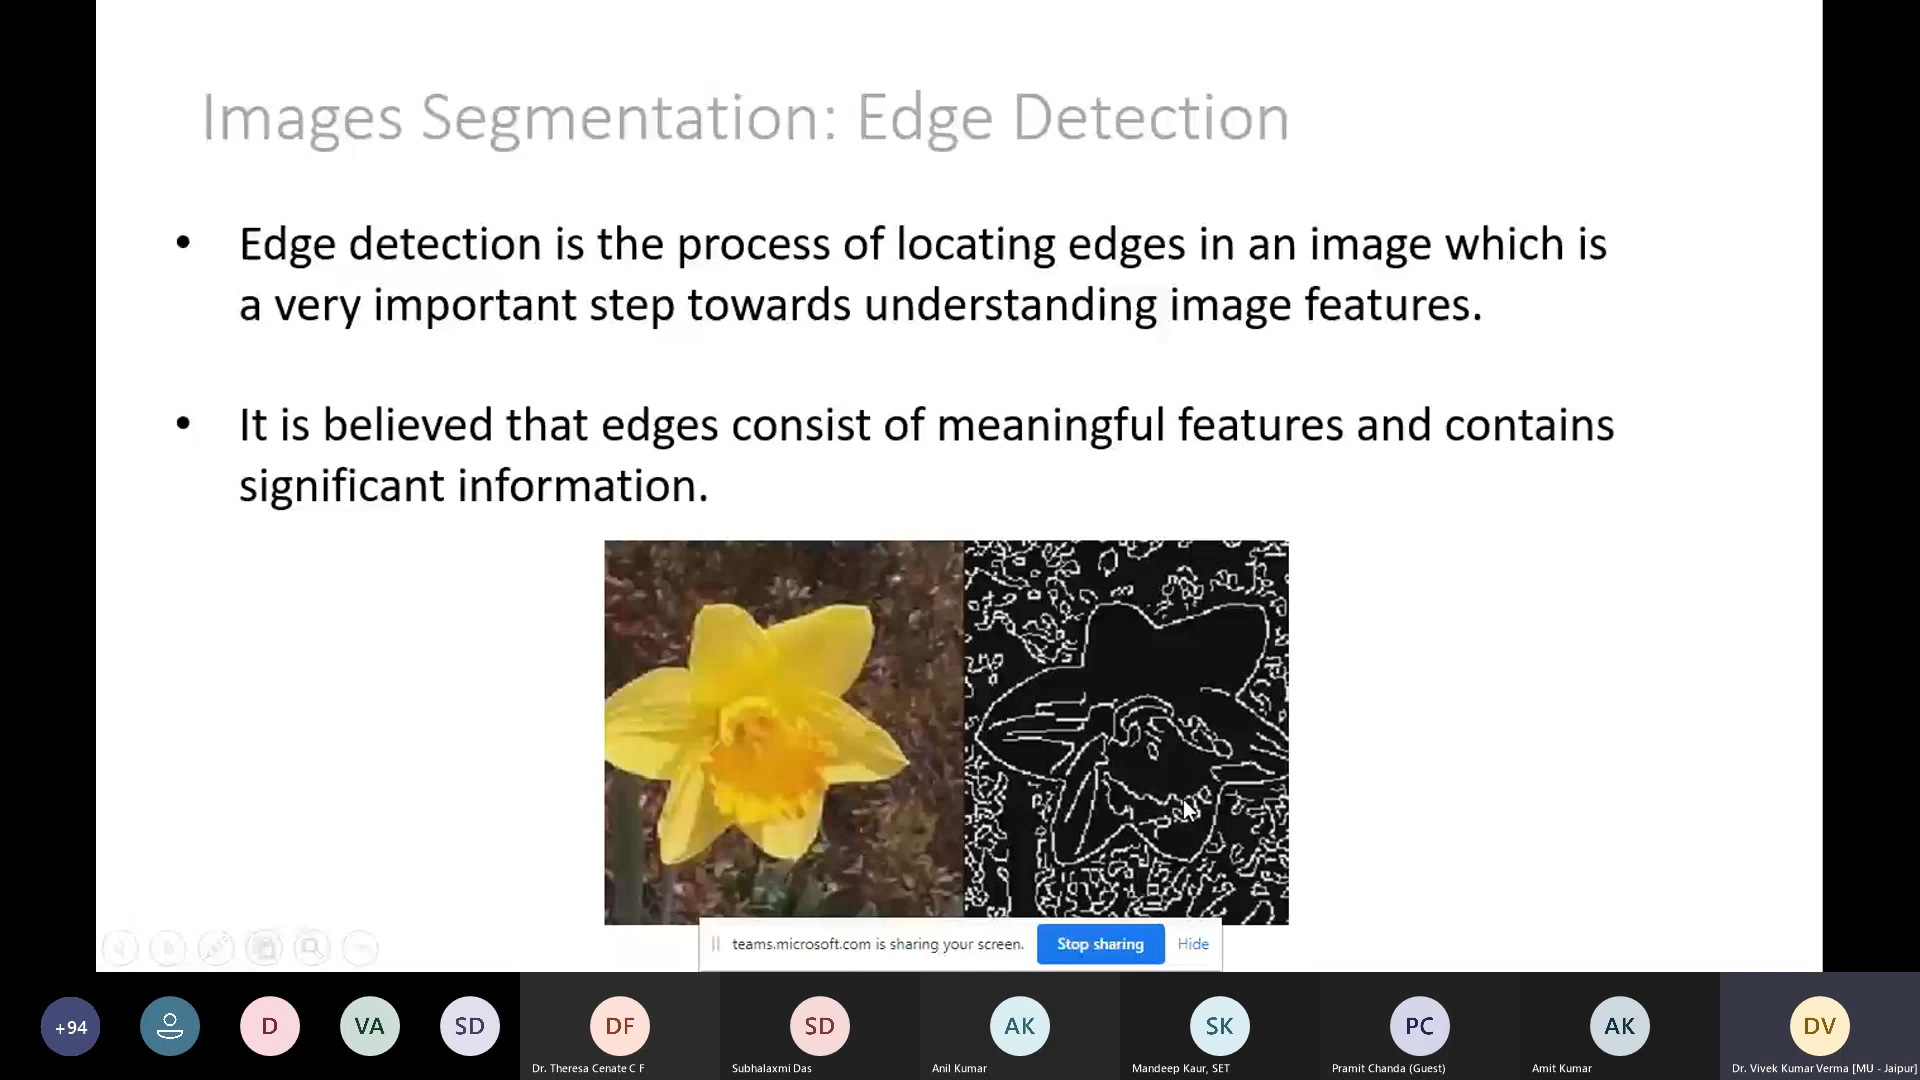 Images Segmentation: Edge Detection
• Edge detection is the process of locating edges in an image which is
a very important step towards understanding image features.
• It is believed that edges consist of meaningful features and contains
significant information.
teams.microsoft.com is sharing your screen.
Stop sharing
Hide
+94
D
VA
SD
DF
SD
AK
SK
PC
AK
DV
Dr. Theresa Cenate C F
Subhalaxmi Das
Anil Kumar
Mandeep Kaur, SET
Pramit Chanda (Guest)
Amit Kumar
Dr. Vivek Kumar Verma [MU - Jaipur]